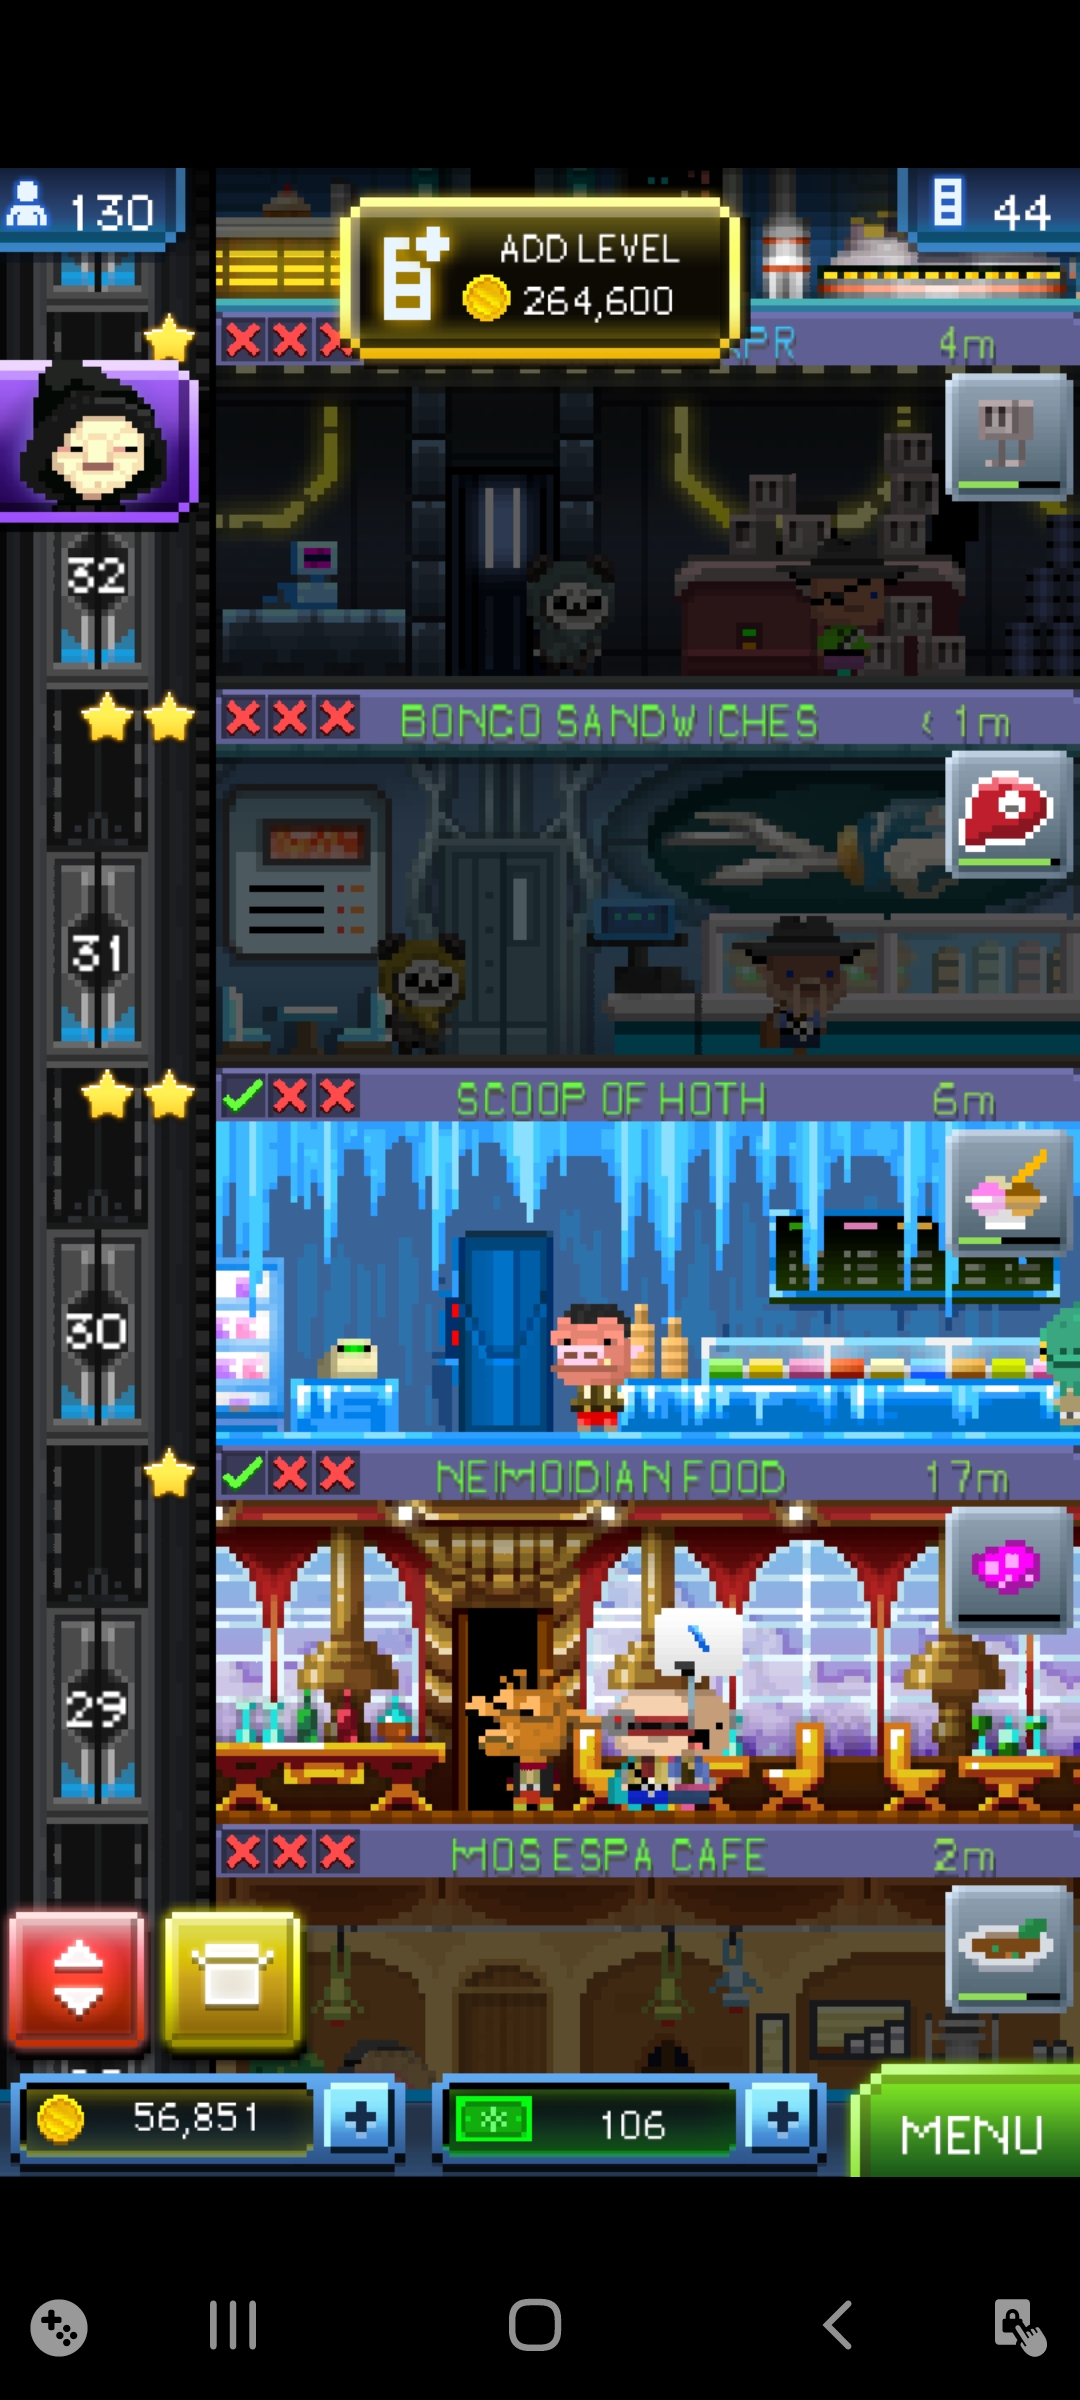 130
ADD LEVEL
264,600
44
4m
32
BONGO SANDWICHES < 1m
31
SCOOP OF HOTH 6m
30
NEIMOIDIAN FOOD 17m
29
MOS ESPA CAFE 2m
56,851
106
MENU